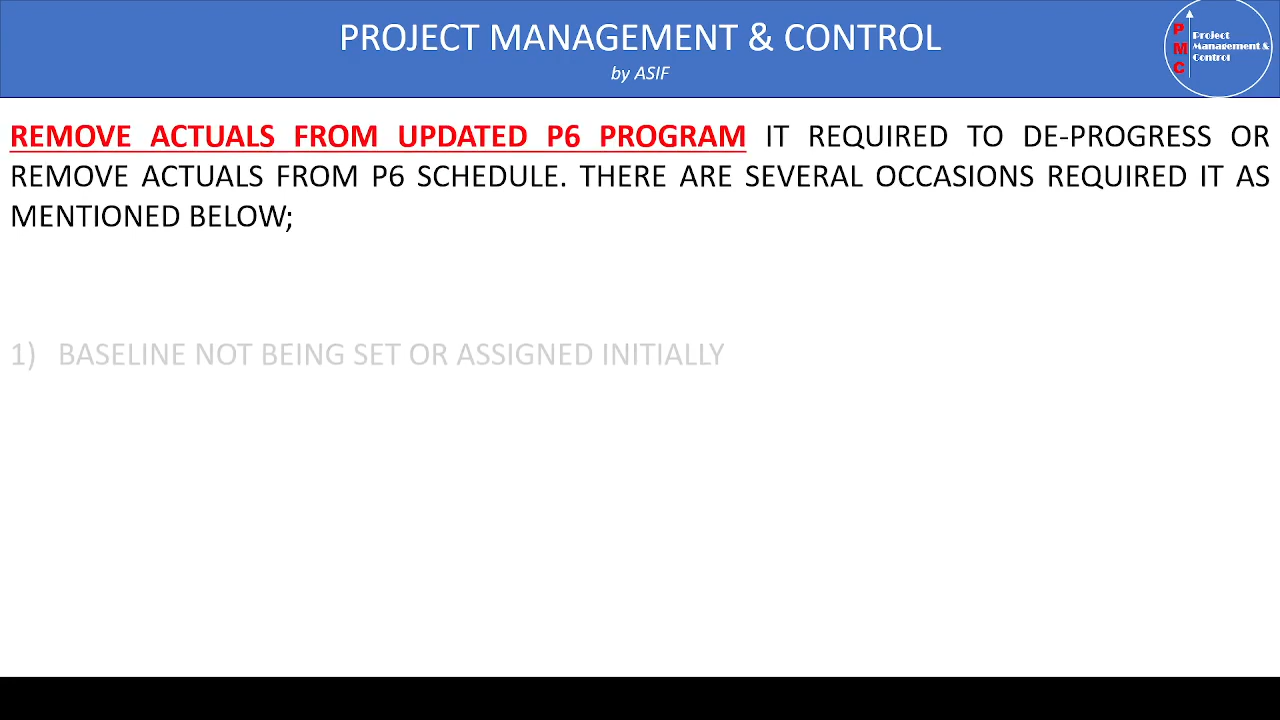 PROJECT MANAGEMENT & CONTROL
by ASIF
P Project
M Management &
C Control
REMOVE ACTUALS FROM UPDATED P6 PROGRAM IT REQUIRED TO DE-PROGRESS OR
REMOVE ACTUALS FROM P6 SCHEDULE. THERE ARE SEVERAL OCCASIONS REQUIRED IT AS
MENTIONED BELOW;
1) BASELINE NOT BEING SET OR ASSIGNED INITIALLY